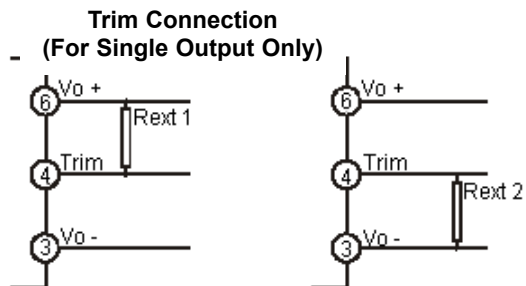 Trim Connection
(For Single Output Only)
6 Vo +
Rext 1
4 Trim
3 Vo -
6 Vo +
4 Trim
Rext 2
3 Vo -